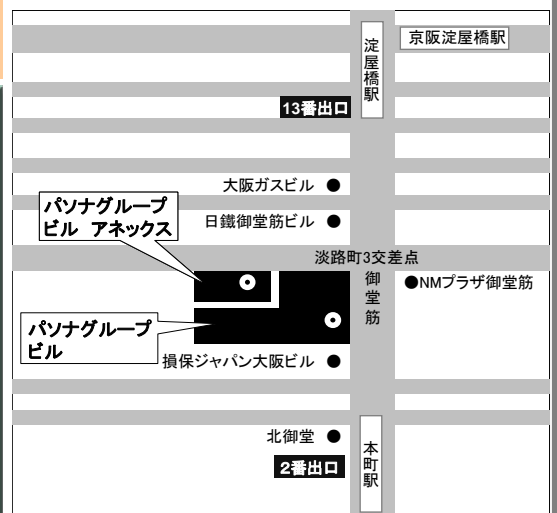 京阪淀屋橋駅
淀屋橋駅
13番出口
大阪ガスビル ●
パソナグループ
ビル アネックス
日鐵御堂筋ビル ●
淡路町3交差点
御堂筋
●NMプラザ御堂筋
パソナグループ
ビル
損保ジャパン大阪ビル ●
北御堂 ●
本町駅
2番出口